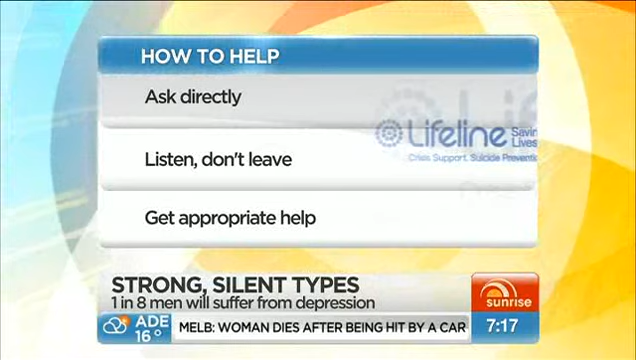 HOW TO HELP
Ask directly
Lifeline
Saving
Lives
Crisis Support. Suicide Prevention
Listen, don't leave
Get appropriate help
STRONG, SILENT TYPES
1 in 8 men will suffer from depression
sunrise
ADE
16°
MELB: WOMAN DIES AFTER BEING HIT BY A CAR
7:17